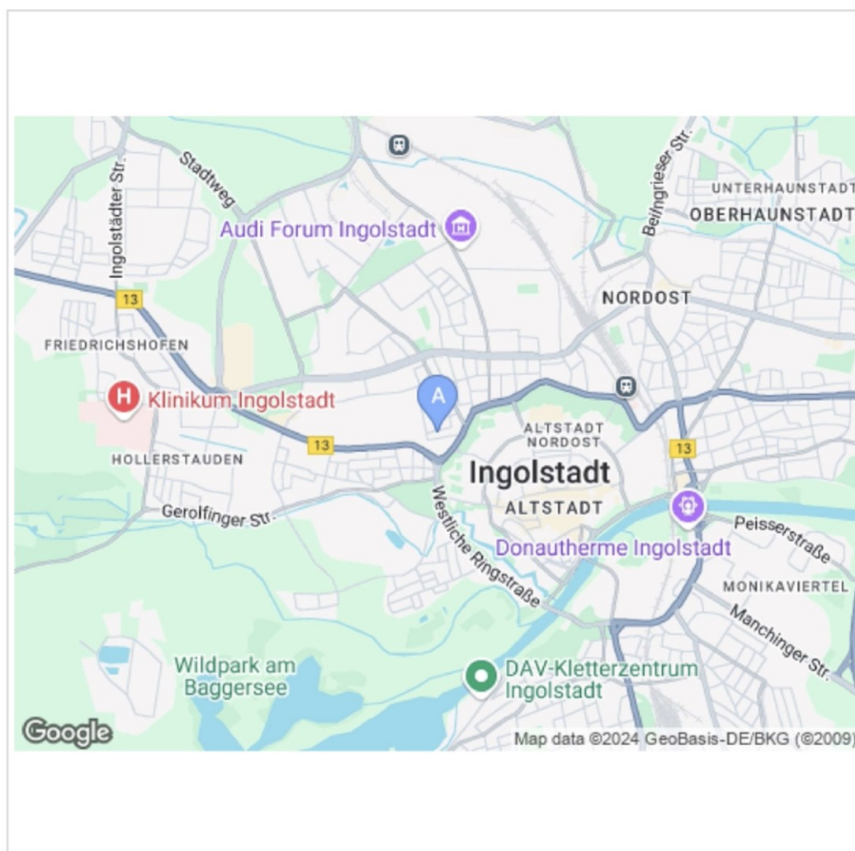 Stadtweg
Ingolstädter Str.
Beilngrieser Str.
UNTERHAUNSTADT
OBERHAUNSTADT
Audi Forum Ingolstadt
13
NORDOST
FRIEDRICHSHOFEN
H
Klinikum Ingolstadt
A
ALTSTADT
NORDOST
13
13
HOLLERSTAUDEN
Ingolstadt
ALTSTADT
Gerolfinger Str.
Westliche Ringstraße
Peisserstraße
Donautherme Ingolstadt
MONIKAVIERTEL
Manchinger Str.
Wildpark am
Baggersee
DAV-Kletterzentrum
Ingolstadt
Google
Map data ©2024 GeoBasis-DE/BKG (©2009)